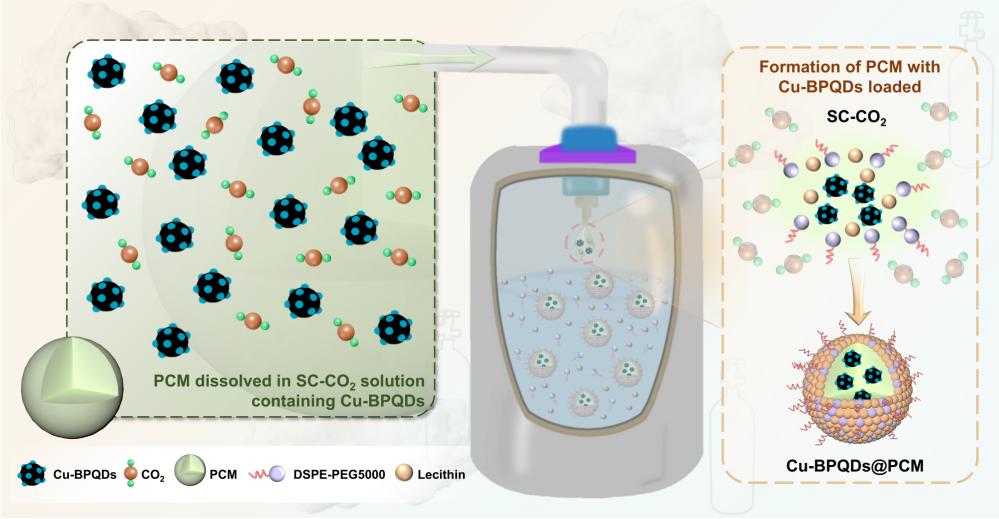 PCM dissolved in SC-CO₂ solution
containing Cu-BPQDs
Cu-BPQDs
CO₂
PCM
DSPE-PEG5000
Lecithin
Formation of PCM with
Cu-BPQDs loaded
SC-CO₂
Cu-BPQDs@PCM